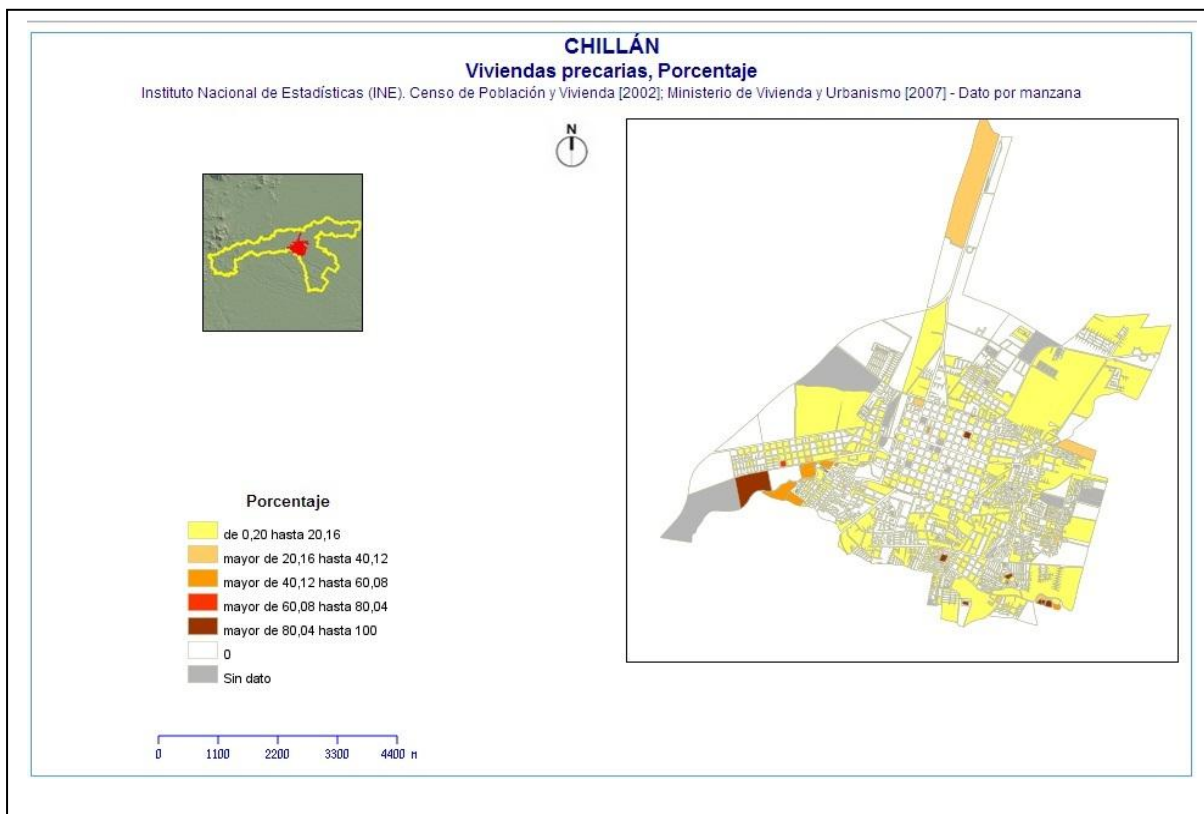 CHILLÁN
Viviendas precarias, Porcentaje
Instituto Nacional de Estadísticas (INE). Censo de Población y Vivienda [2002]; Ministerio de Vivienda y Urbanismo [2007] - Dato por manzana
N
Porcentaje
de 0,20 hasta 20,16
mayor de 20,16 hasta 40,12
mayor de 40,12 hasta 60,08
mayor de 60,08 hasta 80,04
mayor de 80,04 hasta 100
0
Sin dato
0 1100 2200 3300 4400 M